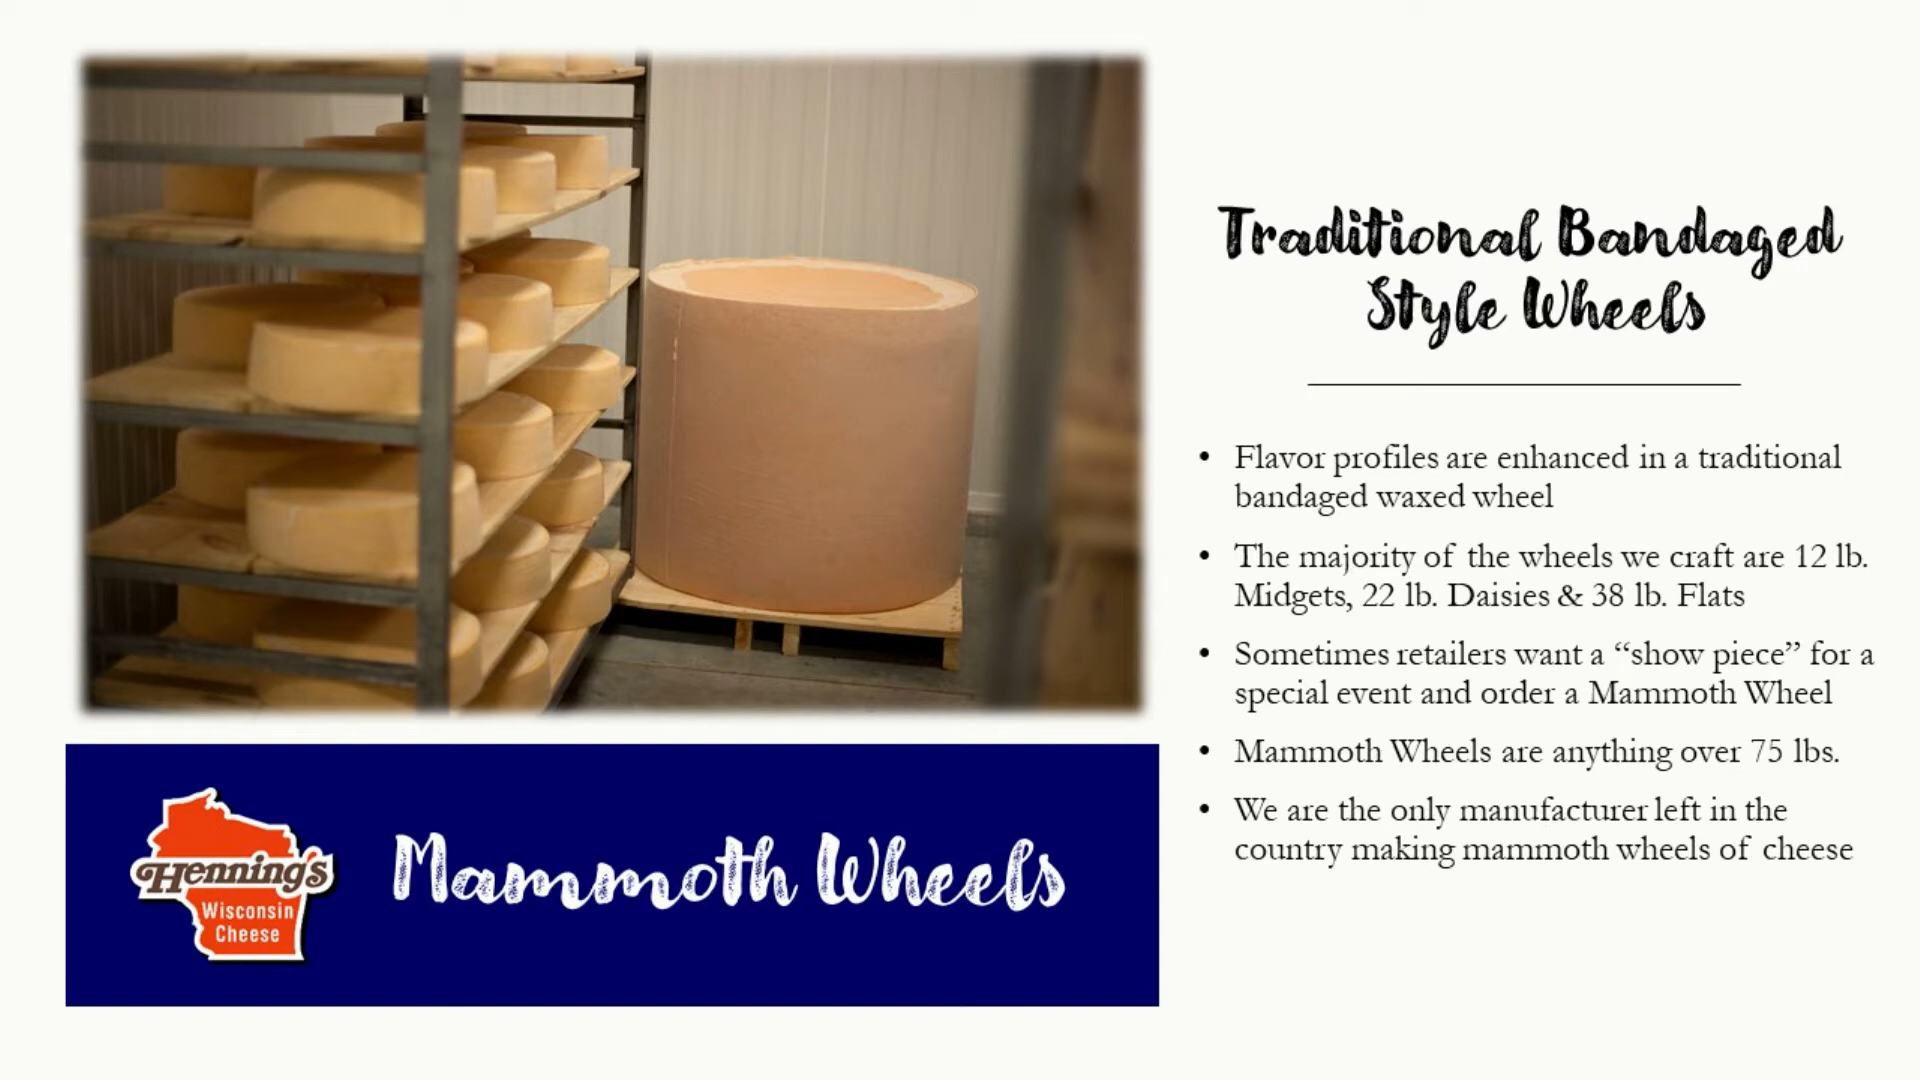 Traditional Bandaged
Style Wheels
• Flavor profiles are enhanced in a traditional
bandaged waxed wheel
• The majority of the wheels we craft are 12 lb.
Midgets, 22 lb. Daisies & 38 lb. Flats
• Sometimes retailers want a “show piece” for a
special event and order a Mammoth Wheel
• Mammoth Wheels are anything over 75 lbs.
• We are the only manufacturer left in the
country making mammoth wheels of cheese
Henning's
Wisconsin
Cheese
Mammoth Wheels